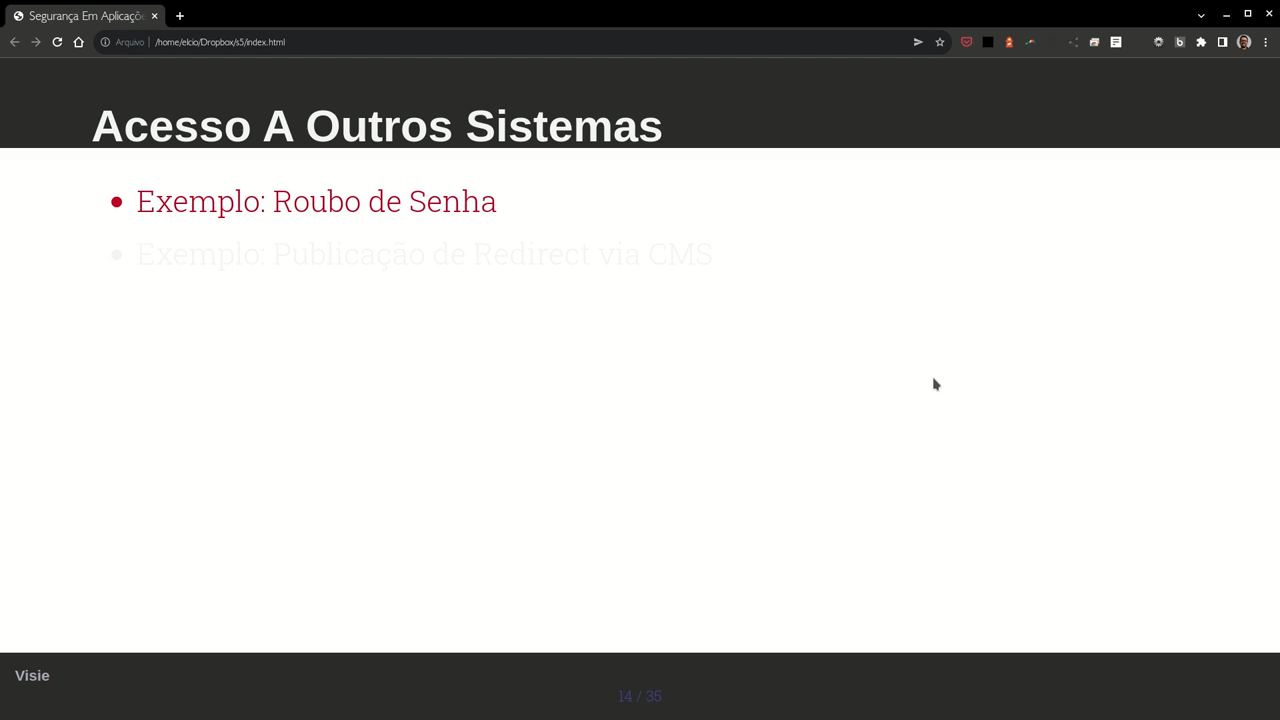 Segurança Em Aplicaçõe
Arquivo
/home/elcio/Dropbox/s5/index.html
Acesso A Outros Sistemas
Exemplo: Roubo de Senha
Exemplo: Publicação de Redirect via CMS
Visie
14 / 35